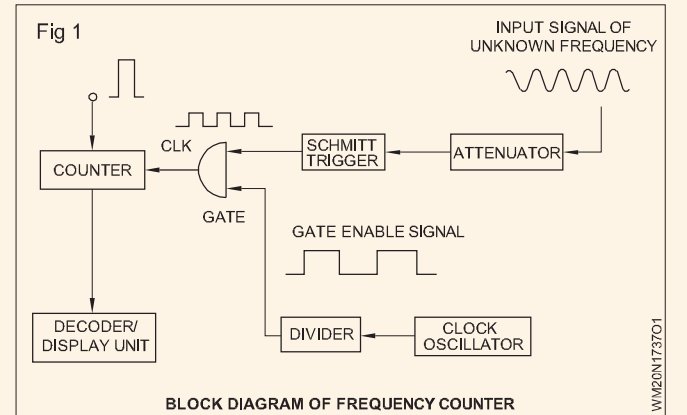 Fig 1
INPUT SIGNAL OF
UNKNOWN FREQUENCY
CLK
SCHMITT
TRIGGER
ATTENUATOR
COUNTER
GATE
GATE ENABLE SIGNAL
DECODER/
DISPLAY UNIT
DIVIDER
CLOCK
OSCILLATOR
BLOCK DIAGRAM OF FREQUENCY COUNTER
WM20N1737O1